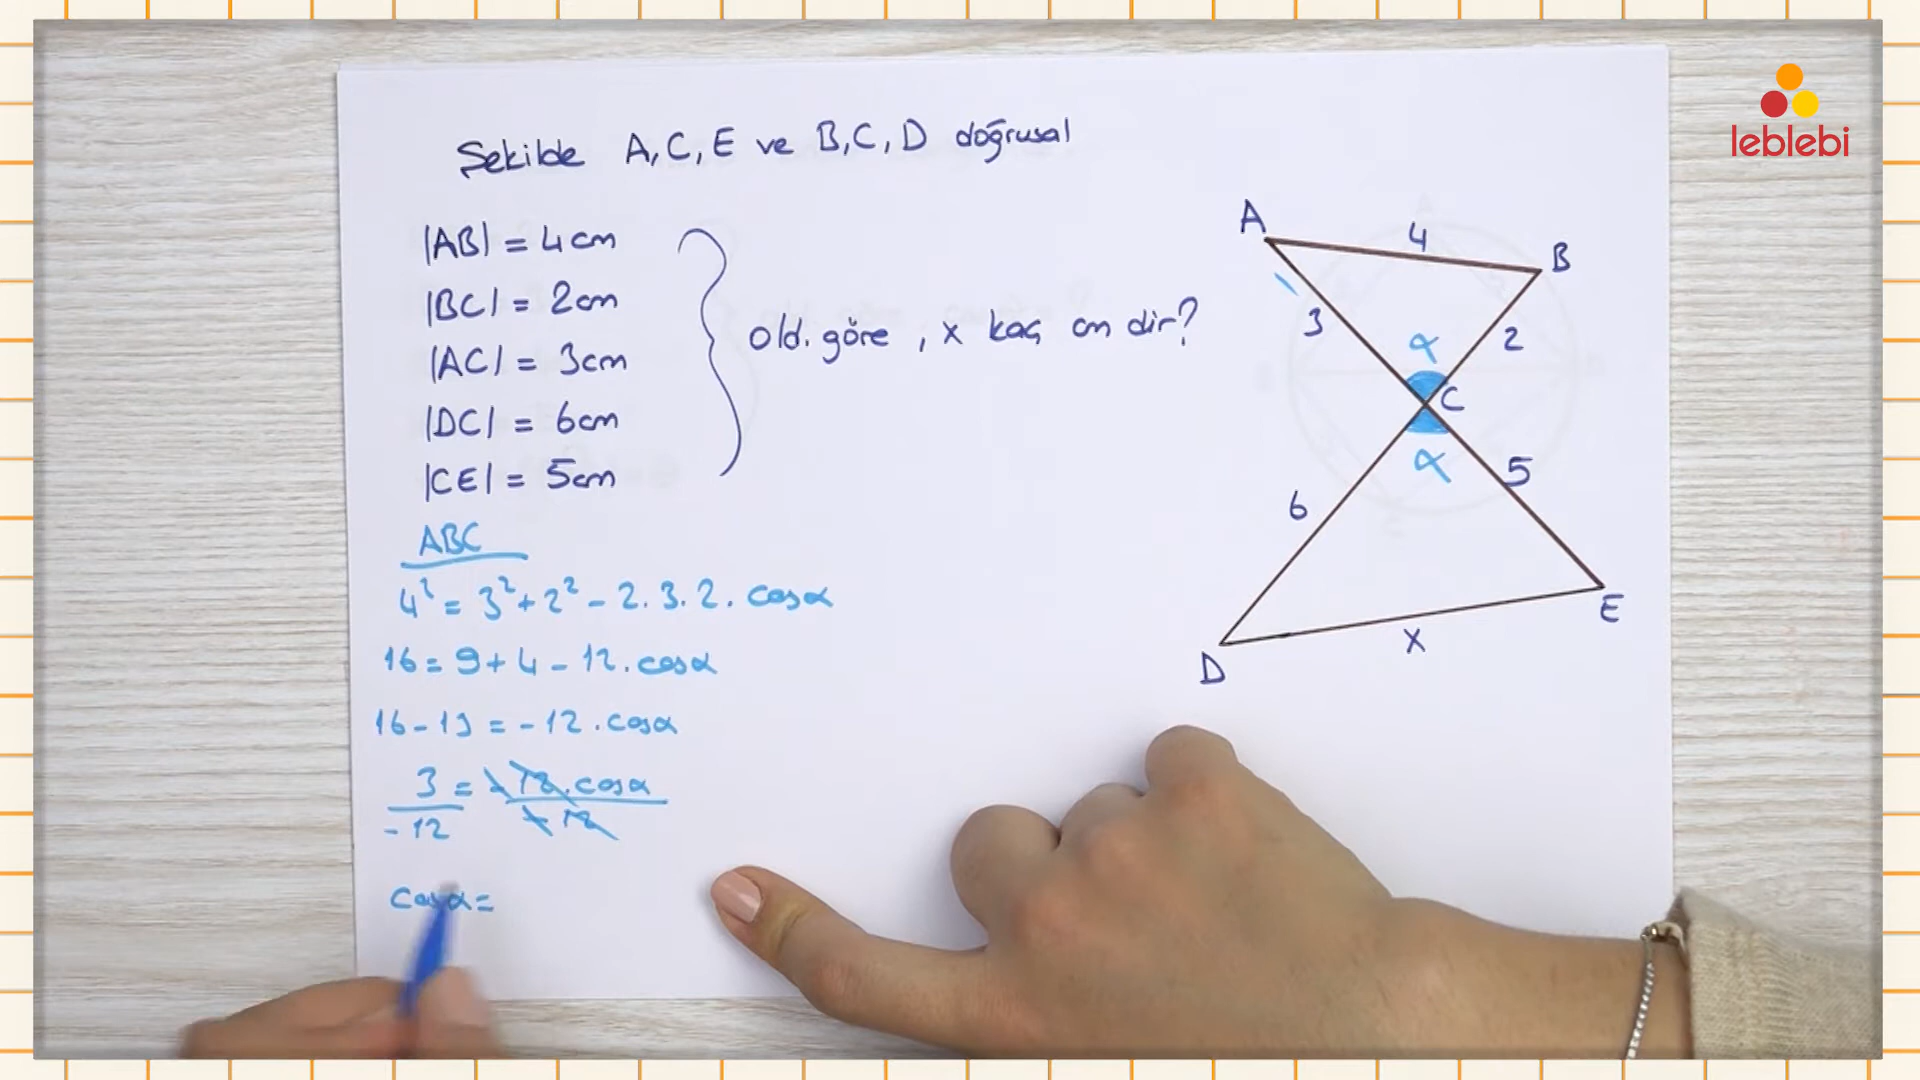 Şekilde A, C, E ve B, C, D doğrusal
|AB| = 4cm
|BC| = 2cm
|AC| = 3cm
|DC| = 6cm
|CE| = 5cm
old. göre, x kaç cm dir?
ABC
4² = 3² + 2² - 2. 3. 2. cosα
16 = 9 + 4 - 12. cosα
16 - 13 = -12 . cosα
3 = -12. cosα
-12 -12
cosα =
A
4
B
3
2
α
C
α
5
6
E
x
D
leblebi